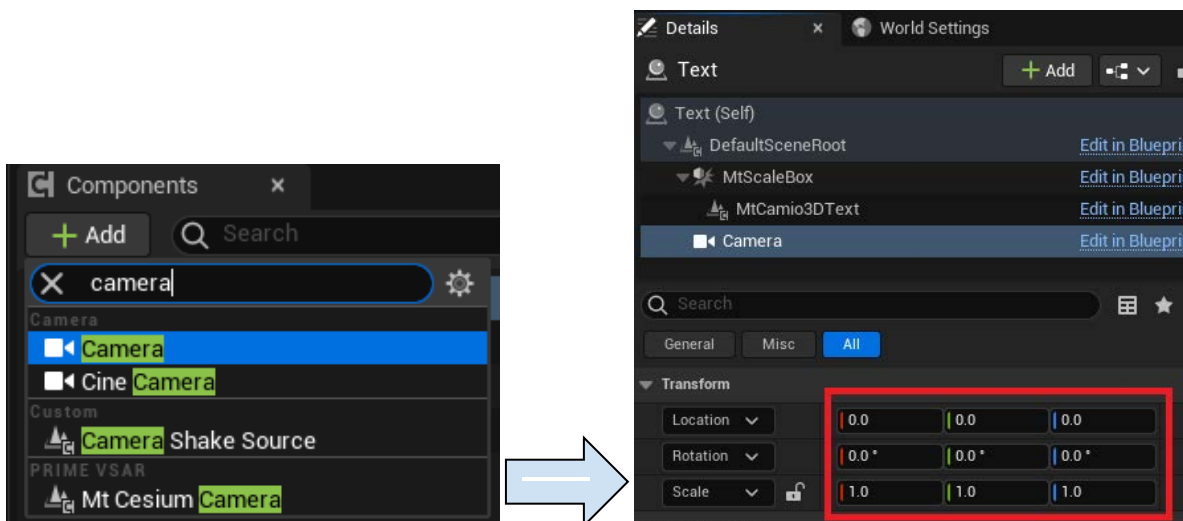 Components
Add
Search
camera
Camera
Camera
Cine Camera
Custom
Camera Shake Source
PRIME VSAR
Mt Cesium Camera
Details
World Settings
Text
Add
Text (Self)
DefaultSceneRoot Edit in Bluepri
MtScaleBox Edit in Bluepri
MtCamio3DText Edit in Bluepri
Camera Edit in Bluepri
Search
General Misc All
Transform
Location 0.0 0.0 0.0
Rotation 0.0 ° 0.0 ° 0.0 °
Scale 1.0 1.0 1.0